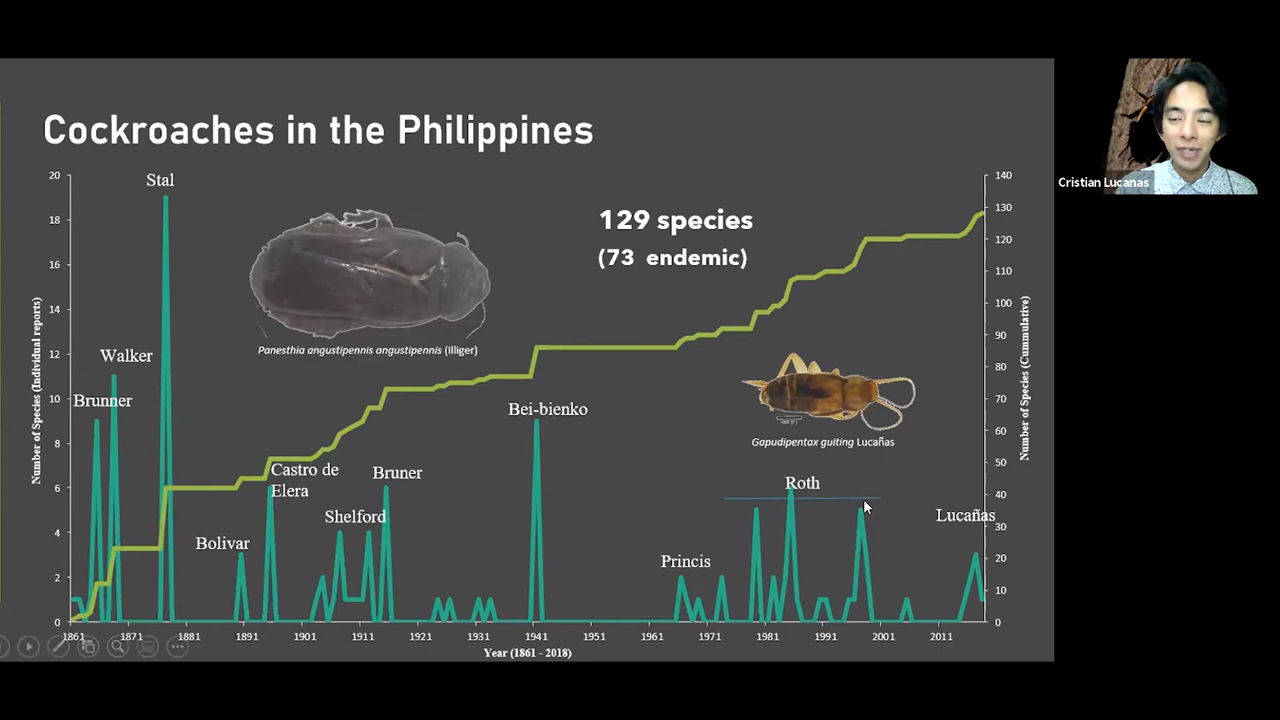 Cockroaches in the Philippines
Cristian Lucanas
129 species
(73 endemic)
Number of Species (Individual reports)
20
18
16
14
12
10
8
6
4
2
0
Stal
Walker
Brunner
Bolivar
Castro de
Elera
Shelford
Bruner
Bei-bienko
Princis
Roth
Lucañas
Panesthia angustipennis angustipennis (Illiger)
Gapudipentax guiting Lucañas
140
130
120
110
100
90
80
70
60
50
40
30
20
10
0
Number of Species (Cummulative)
1861 1871 1881 1891 1901 1911 1921 1931 1941 1951 1961 1971 1981 1991 2001 2011
Year (1861 - 2018)